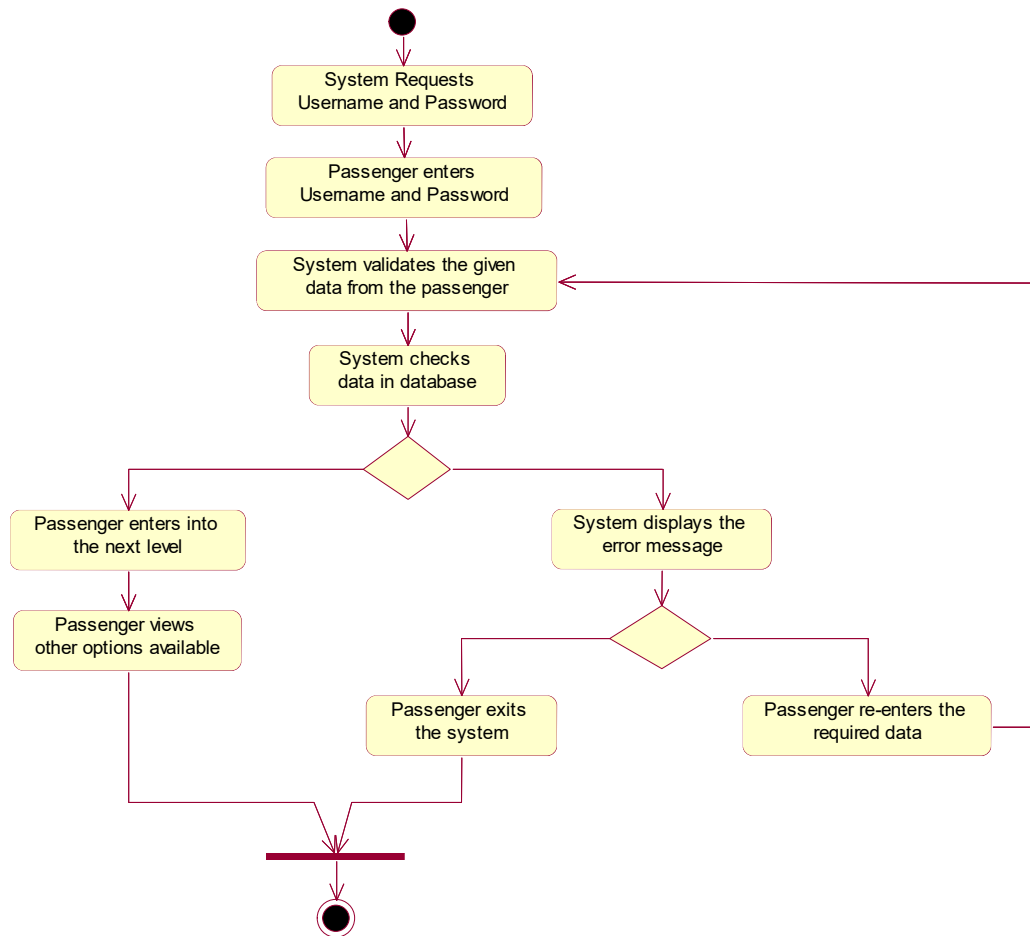 System Requests
Username and Password
Passenger enters
Username and Password
System validates the given
data from the passenger
System checks
data in database
Passenger enters into
the next level
System displays the
error message
Passenger views
other options available
Passenger exits
the system
Passenger re-enters the
required data